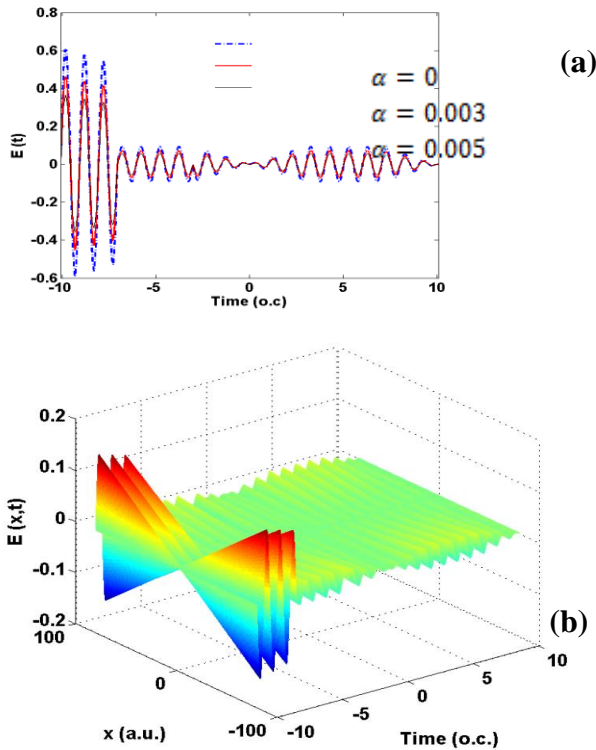 0.8
0.6
0.4
0.2
0
-0.2
-0.4
-0.6
E (t)
-10
-5
0
5
10
Time (o.c)
α = 0
α = 0.003
α = 0.005
(a)
0.2
0.1
0
-0.1
-0.2
E (x,t)
100
0
-100
x (a.u.)
-10
-5
0
5
10
Time (o.c.)
(b)